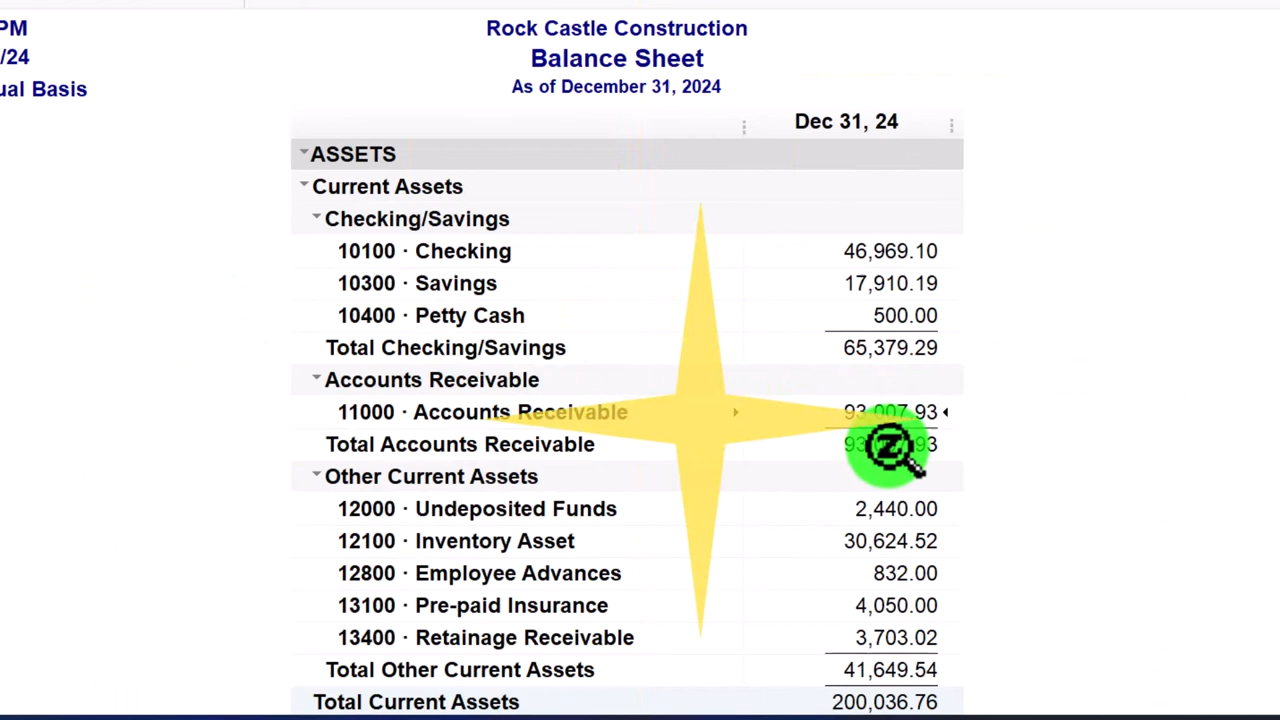 PM
Rock Castle Construction
/24
Balance Sheet
ual Basis
As of December 31, 2024
Dec 31, 24
ASSETS
Current Assets
Checking/Savings
10100 · Checking 46,969.10
10300 · Savings 17,910.19
10400 · Petty Cash 500.00
Total Checking/Savings 65,379.29
Accounts Receivable
11000 · Accounts Receivable 93,007.93
Total Accounts Receivable
Other Current Assets
12000 · Undeposited Funds 2,440.00
12100 · Inventory Asset 30,624.52
12800 · Employee Advances 832.00
13100 · Pre-paid Insurance 4,050.00
13400 · Retainage Receivable 3,703.02
Total Other Current Assets 41,649.54
Total Current Assets 200,036.76